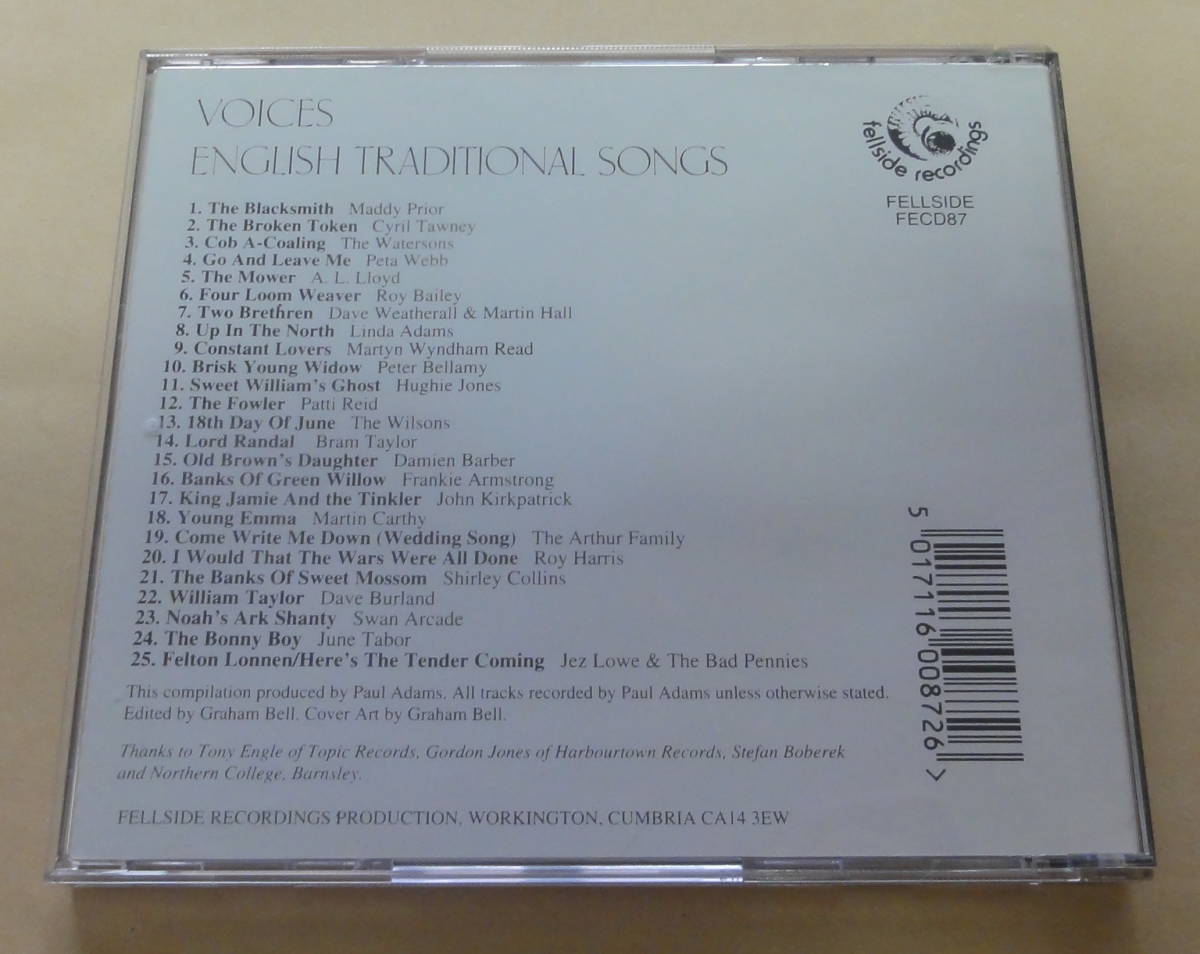 VOICES
ENGLISH TRADITIONAL SONGS
fellside recordings
FELLSIDE
FECD87
1. The Blacksmith Maddy Prior
2. The Broken Token Cyril Tawney
3. Cob A-Coaling The Watersons
4. Go And Leave Me Peta Webb
5. The Mower A. L. Lloyd
6. Four Loom Weaver Roy Bailey
7. Two Brethren Dave Weatherall & Martin Hall
8. Up In The North Linda Adams
9. Constant Lovers Martyn Wyndham Read
10. Brisk Young Widow Peter Bellamy
11. Sweet William's Ghost Hughie Jones
12. The Fowler Patti Reid
13. 18th Day Of June The Wilsons
14. Lord Randal Bram Taylor
15. Old Brown's Daughter Damien Barber
16. Banks Of Green Willow Frankie Armstrong
17. King Jamie And the Tinkler John Kirkpatrick
18. Young Emma Martin Carthy
19. Come Write Me Down (Wedding Song) The Arthur Family
20. I Would That The Wars Were All Done Roy Harris
21. The Banks Of Sweet Mossom Shirley Collins
22. William Taylor Dave Burland
23. Noah's Ark Shanty Swan Arcade
24. The Bonny Boy June Tabor
25. Felton Lonnen/Here's The Tender Coming Jez Lowe & The Bad Pennies
This compilation produced by Paul Adams. All tracks recorded by Paul Adams unless otherwise stated.
Edited by Graham Bell. Cover Art by Graham Bell.
Thanks to Tony Engle of Topic Records, Gordon Jones of Harbourtown Records, Stefan Boberek
and Northern College, Barnsley.
FELLSIDE RECORDINGS PRODUCTION, WORKINGTON, CUMBRIA CA14 3EW
5 017116 008726 >